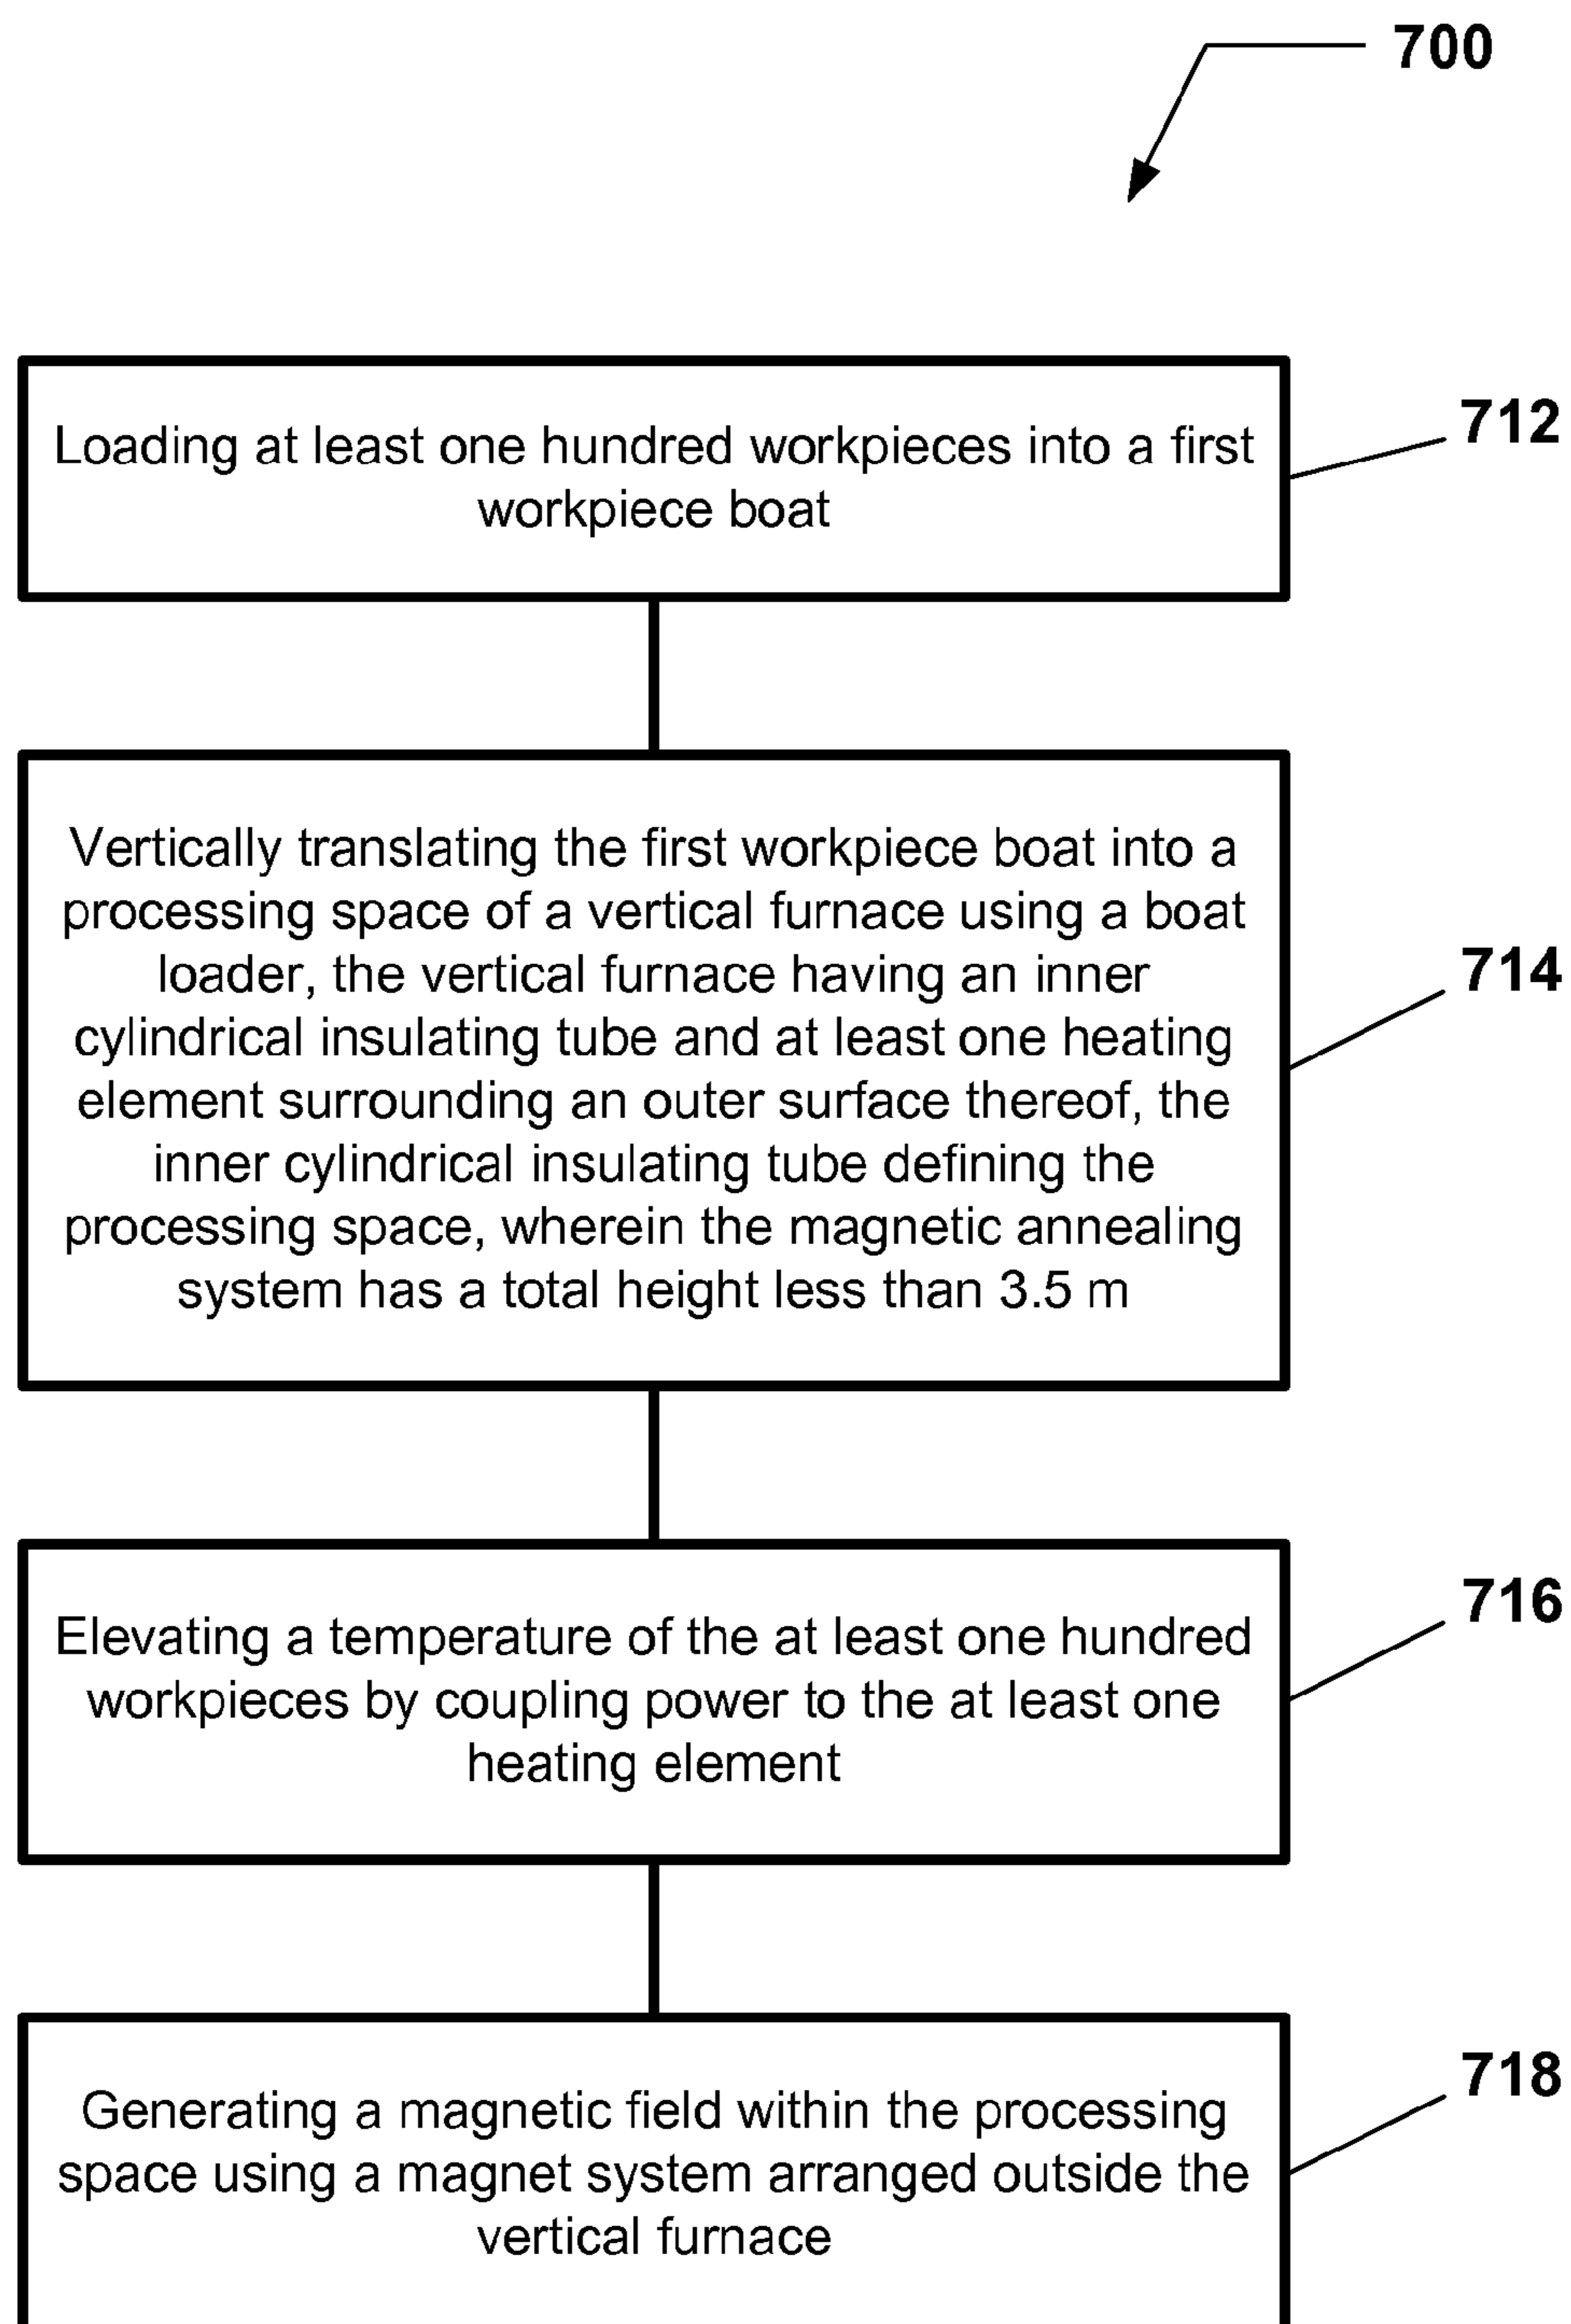 700
Loading at least one hundred workpieces into a first
workpiece boat
712
Vertically translating the first workpiece boat into a
processing space of a vertical furnace using a boat
loader, the vertical furnace having an inner
cylindrical insulating tube and at least one heating
element surrounding an outer surface thereof, the
inner cylindrical insulating tube defining the
processing space, wherein the magnetic annealing
system has a total height less than 3.5 m
714
Elevating a temperature of the at least one hundred
workpieces by coupling power to the at least one
heating element
716
Generating a magnetic field within the processing
space using a magnet system arranged outside the
vertical furnace
718